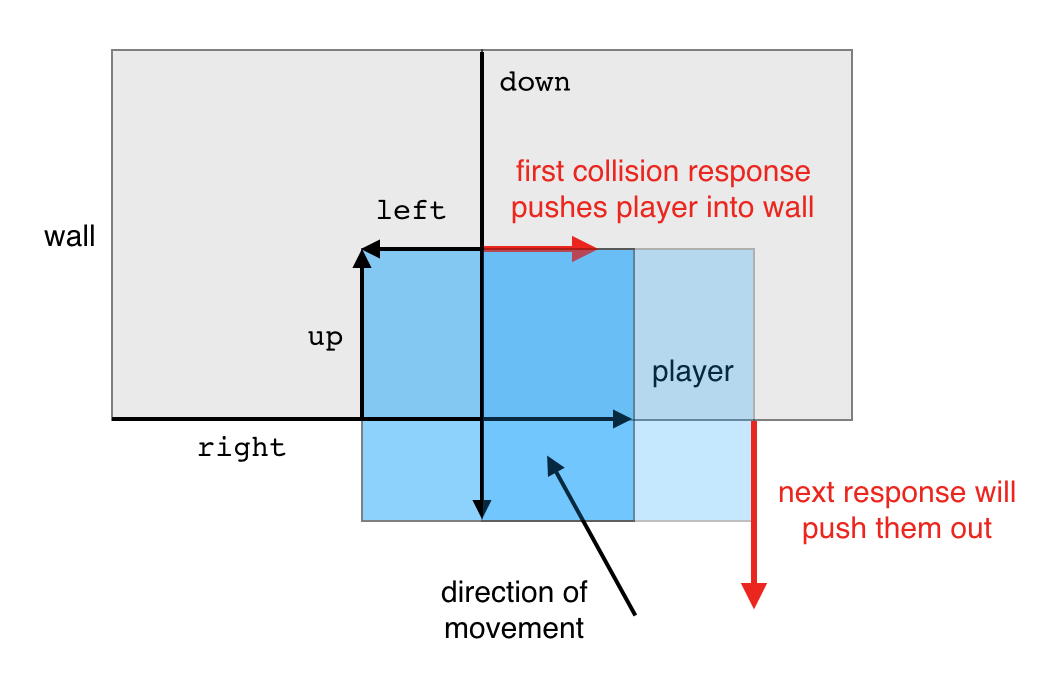 down
first collision response
pushes player into wall
left
wall
up
player
right
next response will
push them out
direction of
movement